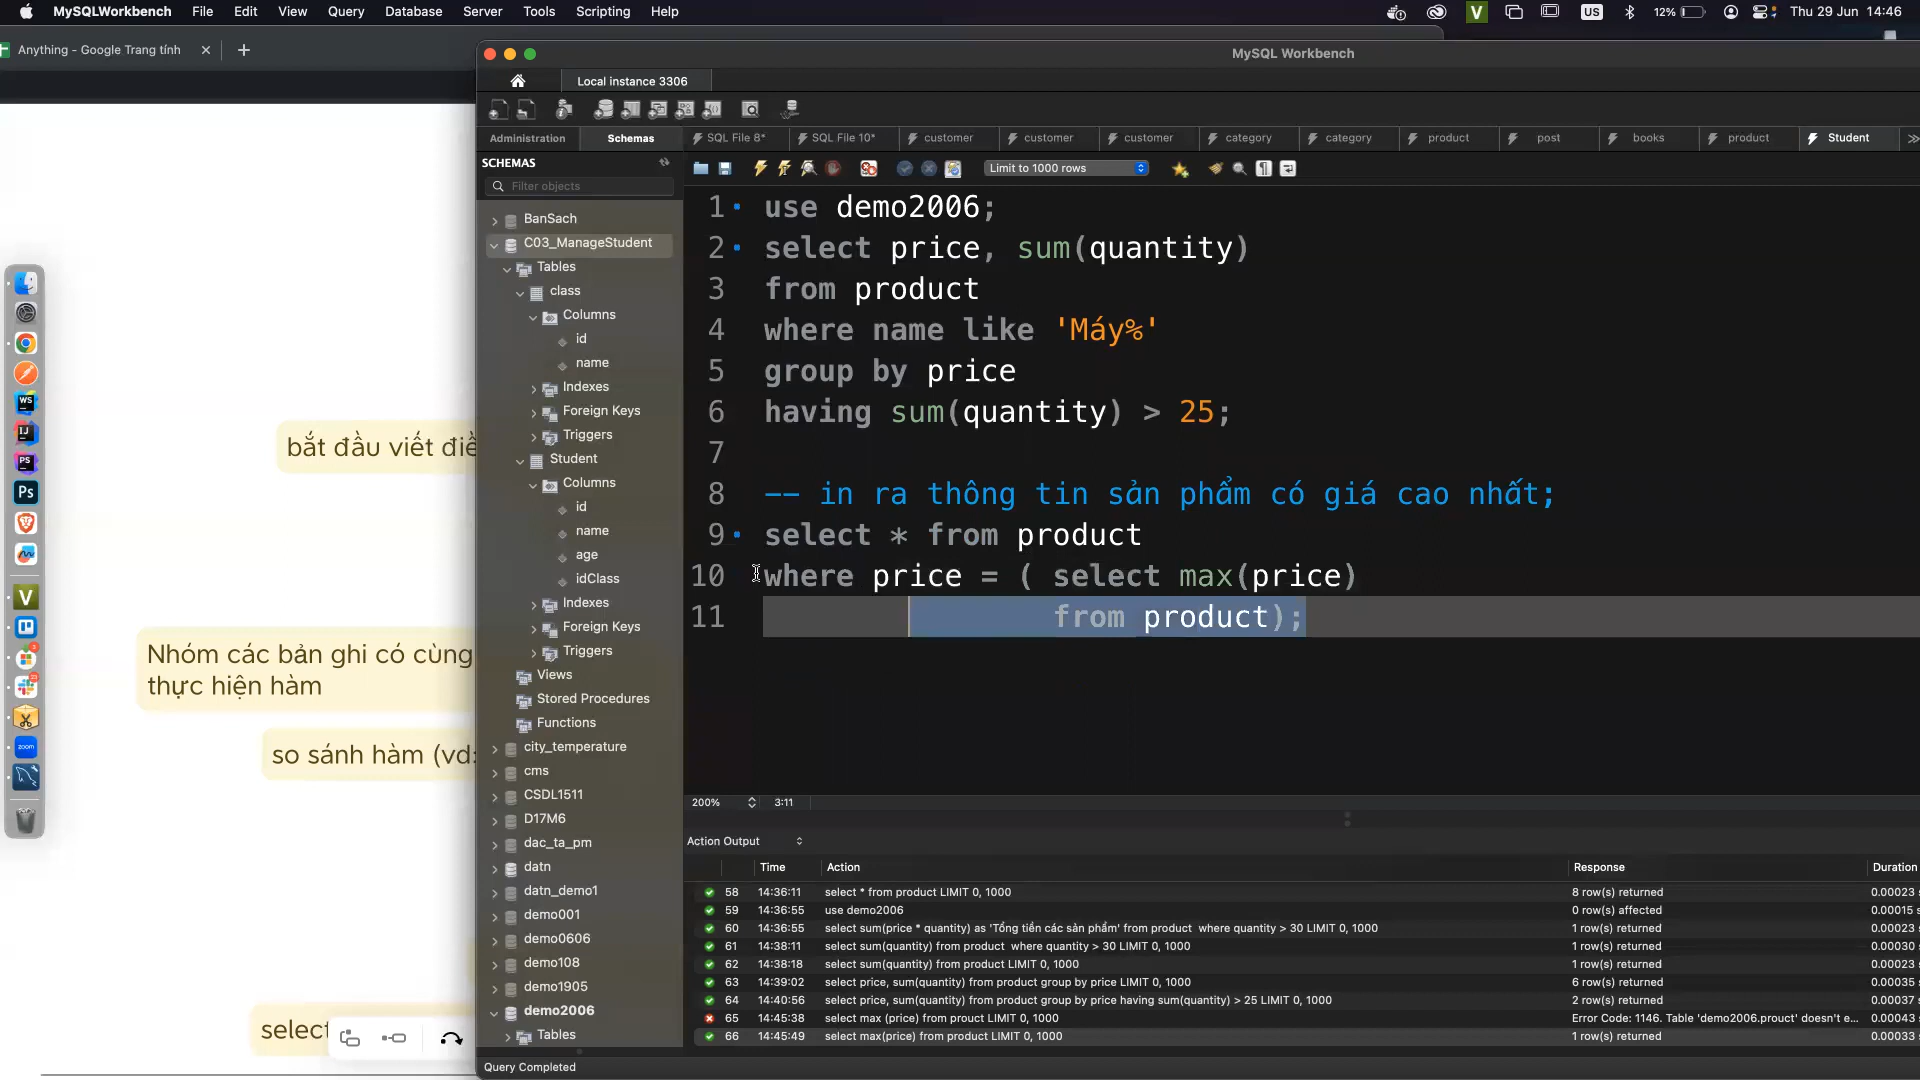 MySQLWorkbench File Edit View Query Database Server Tools Scripting Help
V US 12% Thu 29 Jun 14:46
Anything - Google Trang tính
MySQL Workbench
Local instance 3306
Administration Schemas
SQL File 8* SQL File 10* customer customer customer category category product post books product Student
SCHEMAS
Limit to 1000 rows
Filter objects
BanSach
C03_ManageStudent
Tables
class
Columns
id
name
Indexes
Foreign Keys
Triggers
Student
Columns
id
name
age
idClass
Indexes
Foreign Keys
Triggers
Views
Stored Procedures
Functions
city_temperature
cms
CSDL1511
D17M6
dac_ta_pm
datn
datn_demo1
demo001
demo0606
demo108
demo1905
demo2006
Tables
1 use demo2006;
2 select price, sum(quantity)
3 from product
4 where name like 'Máy%'
5 group by price
6 having sum(quantity) > 25;
7
8 -- in ra thông tin sản phẩm có giá cao nhất;
9 select * from product
10 where price = ( select max(price)
11 from product);
bắt đầu viết điề
Nhóm các bản ghi có cùng
thực hiện hàm
so sánh hàm (vd:
select
WS
IJ
PS
Ps
V
zoom
200% 3:11
Action Output
Time Action Response Duration
58 14:36:11 select * from product LIMIT 0, 1000 8 row(s) returned 0.00023 s
59 14:36:55 use demo2006 0 row(s) affected 0.00015 s
60 14:36:55 select sum(price * quantity) as 'Tổng tiền các sản phẩm' from product where quantity > 30 LIMIT 0, 1000 1 row(s) returned 0.00023 s
61 14:38:11 select sum(quantity) from product where quantity > 30 LIMIT 0, 1000 1 row(s) returned 0.00030 s
62 14:38:18 select sum(quantity) from product LIMIT 0, 1000 1 row(s) returned 0.00023 s
63 14:39:02 select price, sum(quantity) from product group by price LIMIT 0, 1000 6 row(s) returned 0.00035 s
64 14:40:56 select price, sum(quantity) from product group by price having sum(quantity) > 25 LIMIT 0, 1000 2 row(s) returned 0.00037 s
65 14:45:38 select max (price) from prouct LIMIT 0, 1000 Error Code: 1146. Table 'demo2006.prouct' doesn't e... 0.00043 s
66 14:45:49 select max(price) from product LIMIT 0, 1000 1 row(s) returned 0.00033 s
Query Completed